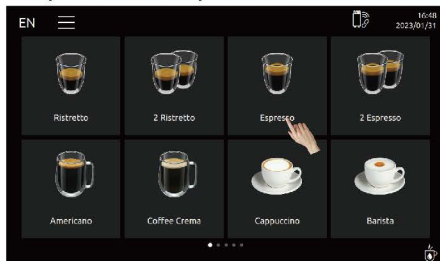 EN
16:48
2023/01/31
Ristretto
2 Ristretto
Espresso
2 Espresso
Americano
Coffee Crema
Cappuccino
Barista